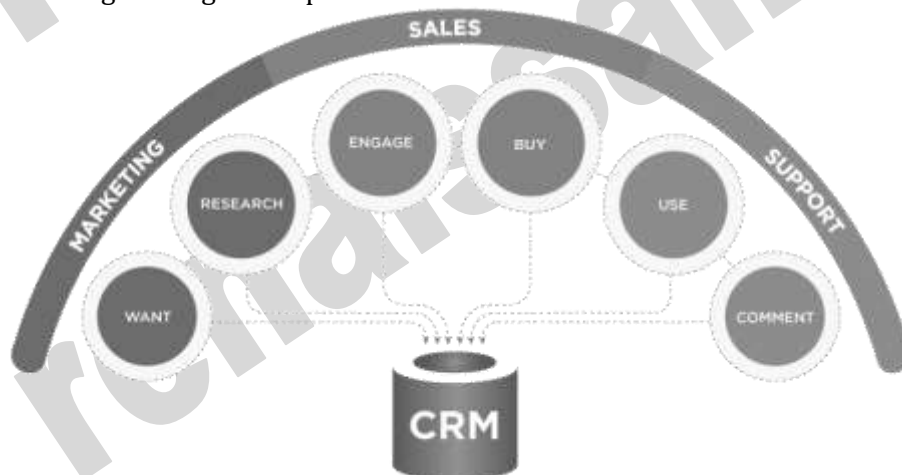 SALES
MARKETING
SUPPORT
ENGAGE
BUY
RESEARCH
USE
WANT
COMMENT
CRM